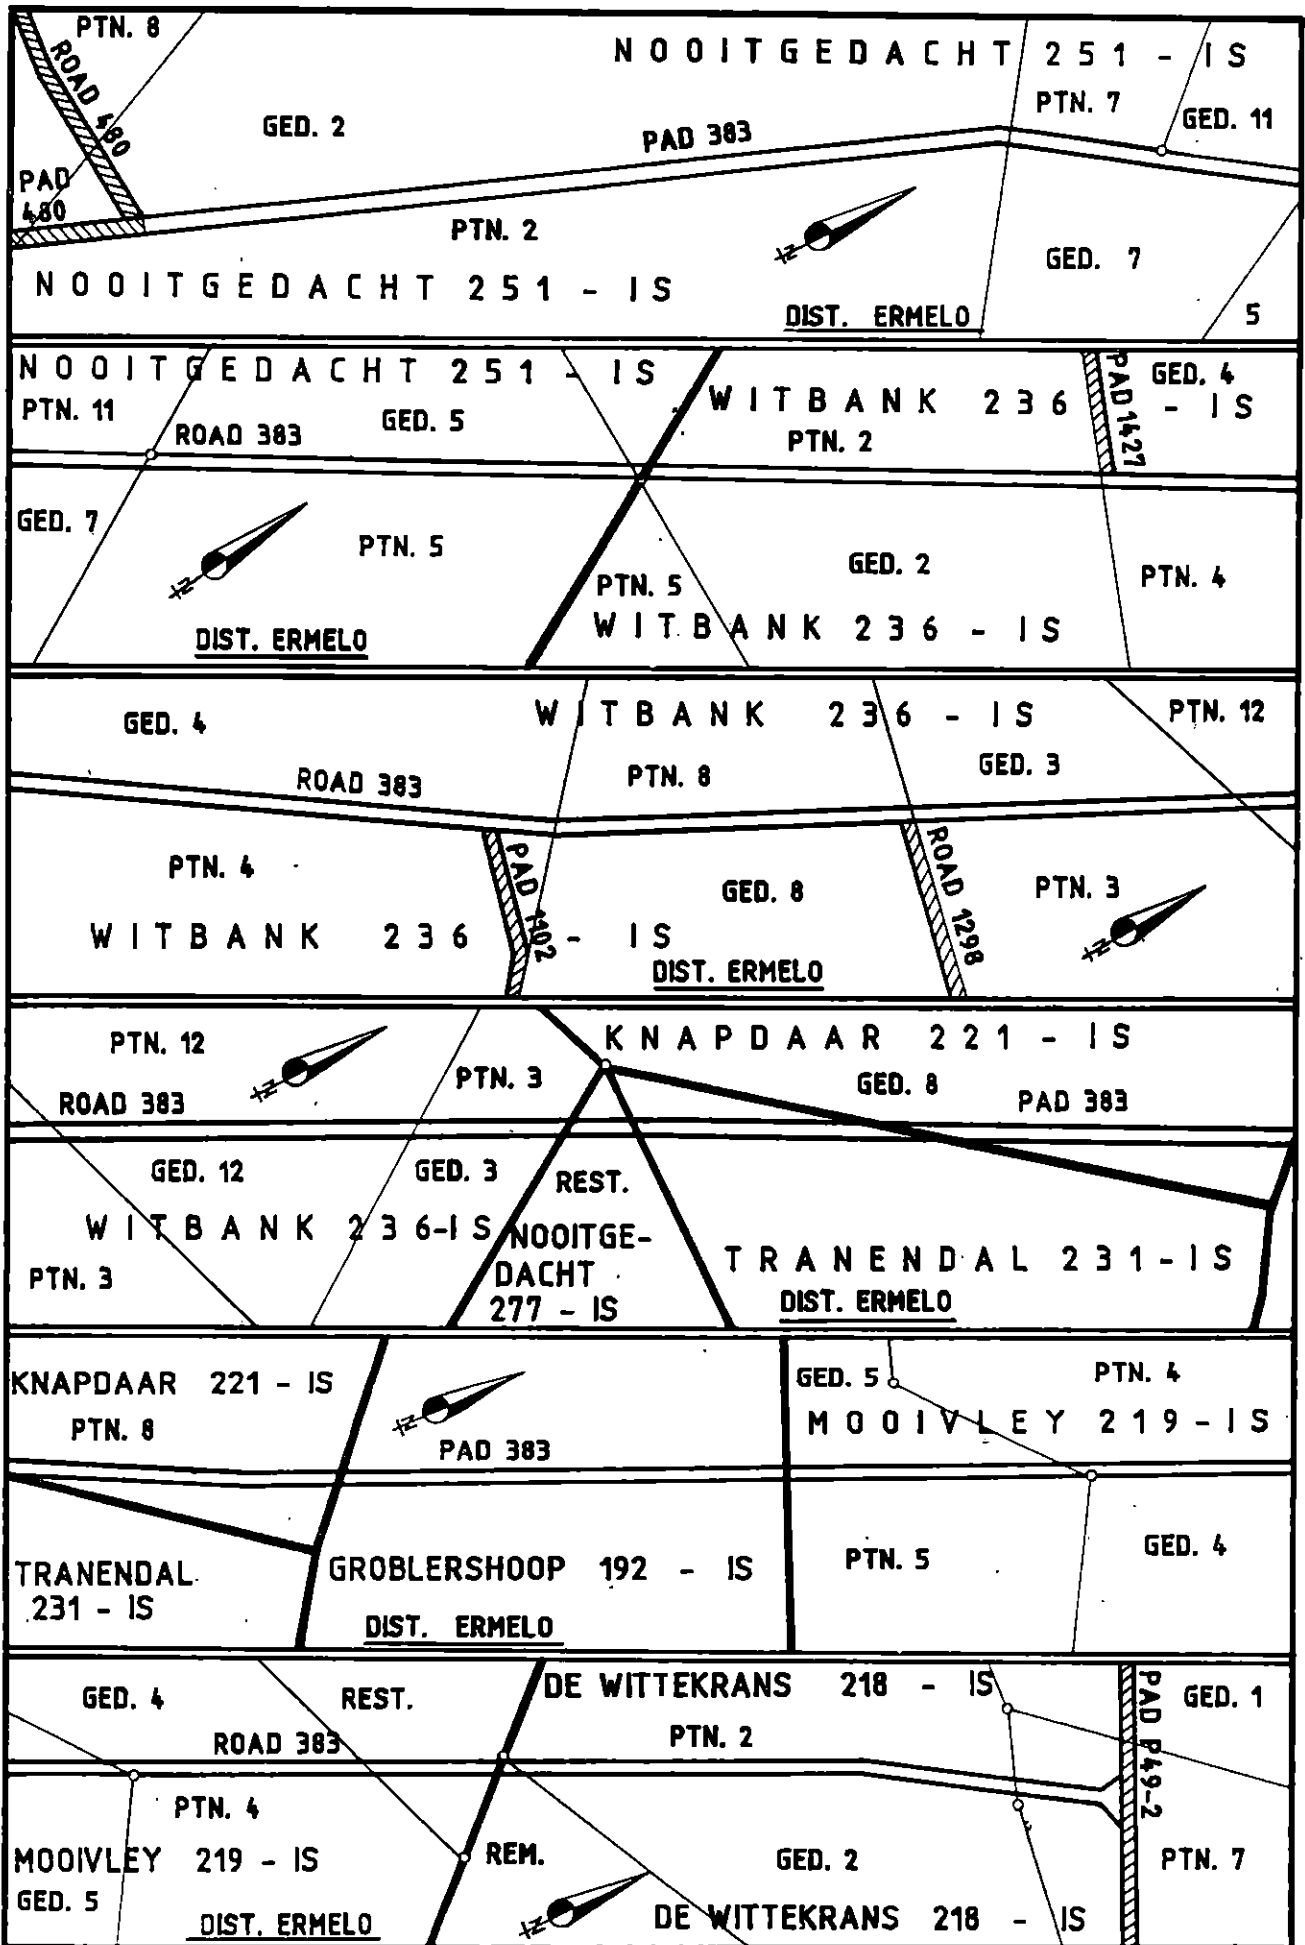 PTN. 8
NOOITGEDACHT 251 - IS
ROAD 480
GED. 2
PAD 383
PTN. 7
GED. 11
PAD
480
PTN. 2
N
GED. 7
NOOITGEDACHT 251 - IS
DIST. ERMELO
5
NOOITGEDACHT 251 - IS
PTN. 11
ROAD 383
GED. 5
WITBANK 236 - IS
PTN. 2
PAD 1427
GED. 4
GED. 7
N
PTN. 5
PTN. 5
GED. 2
PTN. 4
WITBANK 236 - IS
DIST. ERMELO
GED. 4
WITBANK 236 - IS
PTN. 12
ROAD 383
PTN. 8
GED. 3
PTN. 4
PAD 1102
GED. 8
ROAD 1298
PTN. 3
WITBANK 236 - IS
N
DIST. ERMELO
PTN. 12
N
KNAPDAAR 221 - IS
ROAD 383
PTN. 3
GED. 8
PAD 383
GED. 12
GED. 3
REST.
WITBANK 236-IS
NOOITGE-
DACHT
277 - IS
TRANENDAL 231-IS
PTN. 3
DIST. ERMELO
KNAPDAAR 221 - IS
PTN. 8
N
PAD 383
GED. 5
PTN. 4
MOOIVLEY 219-IS
TRANENDAL
231 - IS
GROBLERSHOOP 192 - IS
PTN. 5
GED. 4
DIST. ERMELO
GED. 4
REST.
DE WITTEKRANS 218 - IS
ROAD 383
PTN. 2
PAD P49-2
GED. 1
PTN. 4
MOOIVLEY 219 - IS
REM.
GED. 2
PTN. 7
GED. 5
DIST. ERMELO
N
DE WITTEKRANS 218 - IS